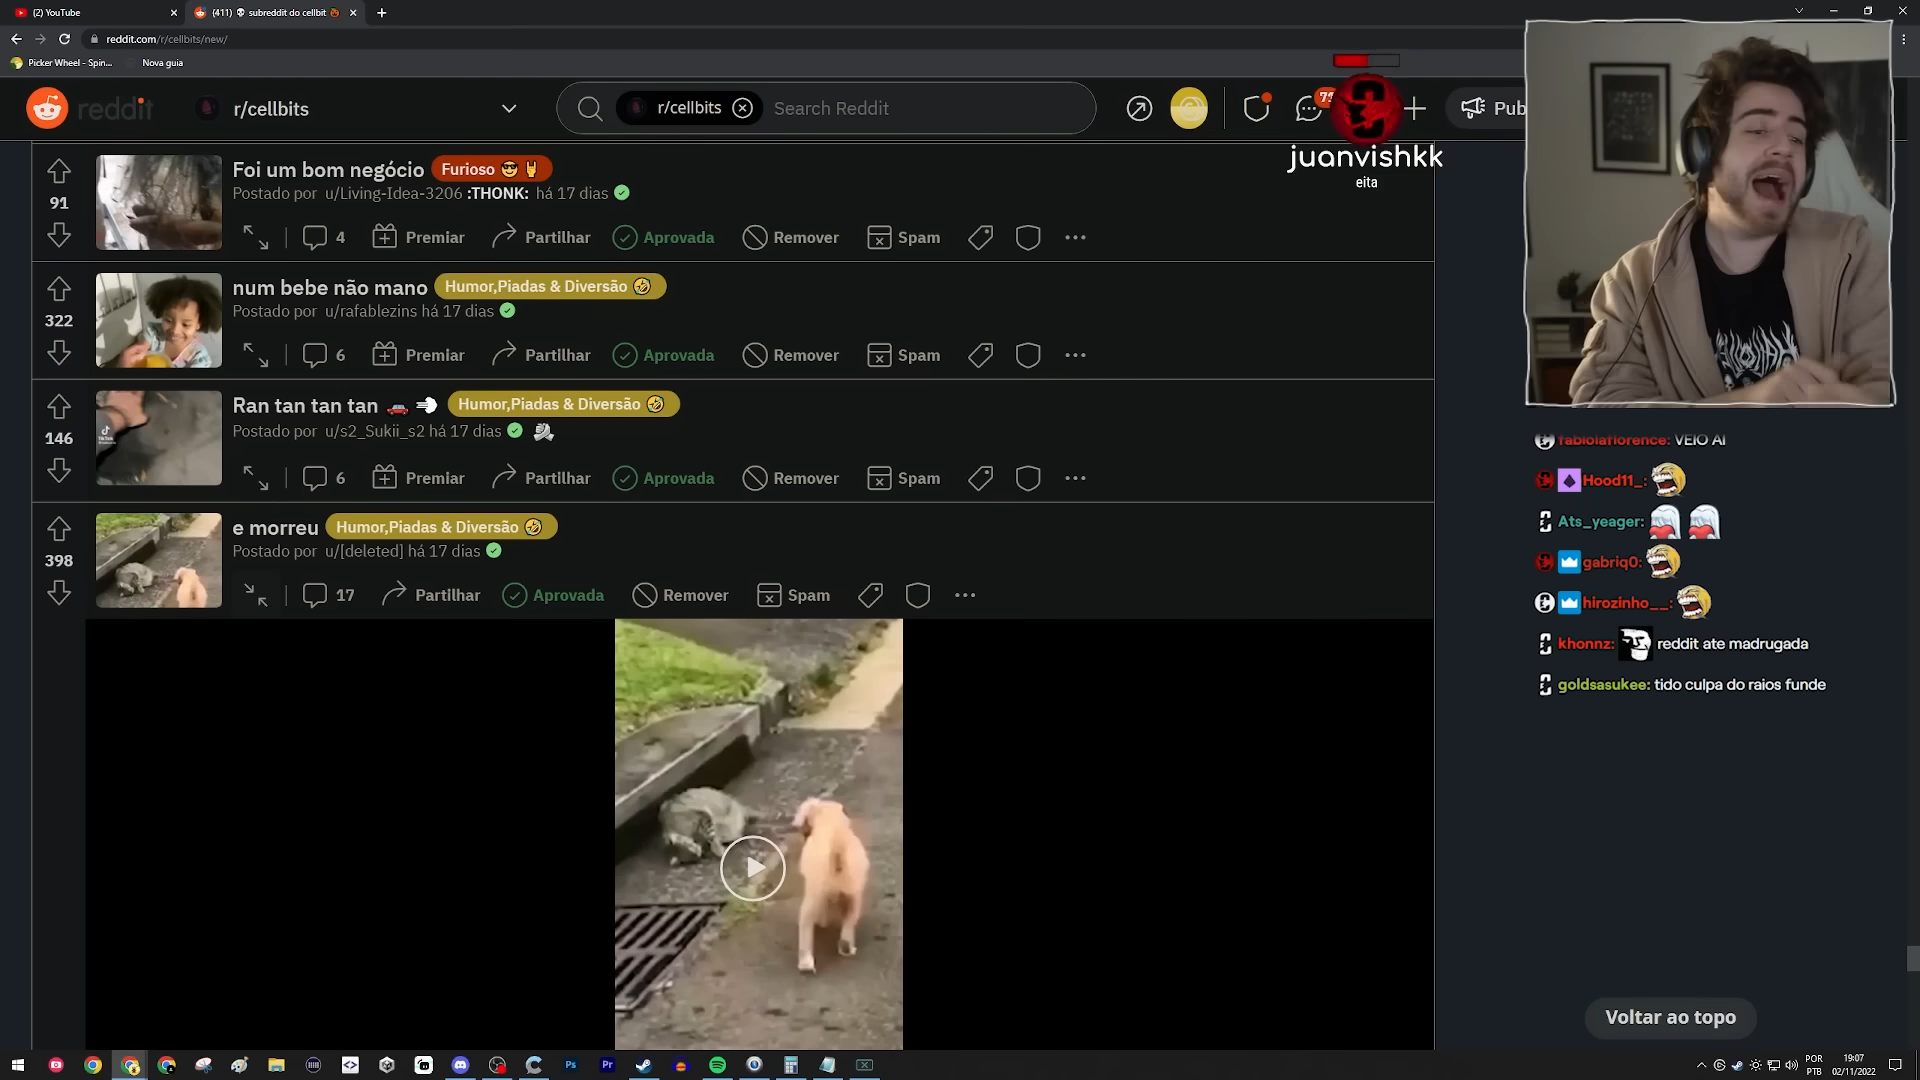 (2) YouTube
(411) 💀 subreddit do cellbit 🎃
reddit.com/r/cellbits/new/
Picker Wheel - Spin...
Nova guia
reddit
r/cellbits
r/cellbits
Search Reddit
Pub
juanvishkk
eita
Foi um bom negócio
Furioso 😎🤘
91
Postado por u/Living-Idea-3206 :THONK: há 17 dias
4 Premiar Partilhar Aprovada Remover Spam
num bebe não mano
Humor,Piadas & Diversão 🤣
322
Postado por u/rafablezins há 17 dias
6 Premiar Partilhar Aprovada Remover Spam
Ran tan tan tan 🚗 💨
Humor,Piadas & Diversão 🤣
146
Postado por u/s2_Sukii_s2 há 17 dias
6 Premiar Partilhar Aprovada Remover Spam
e morreu
Humor,Piadas & Diversão 🤣
398
Postado por u/[deleted] há 17 dias
17 Partilhar Aprovada Remover Spam
fabiolaflorence: VEIO AI
Hood11_:
Ats_yeager:
gabriq0:
hirozinho__:
khonnz: reddit ate madrugada
goldsasukee: tido culpa do raios funde
Voltar ao topo
Ps
Pr
POR
PTB
19:07
02/11/2022